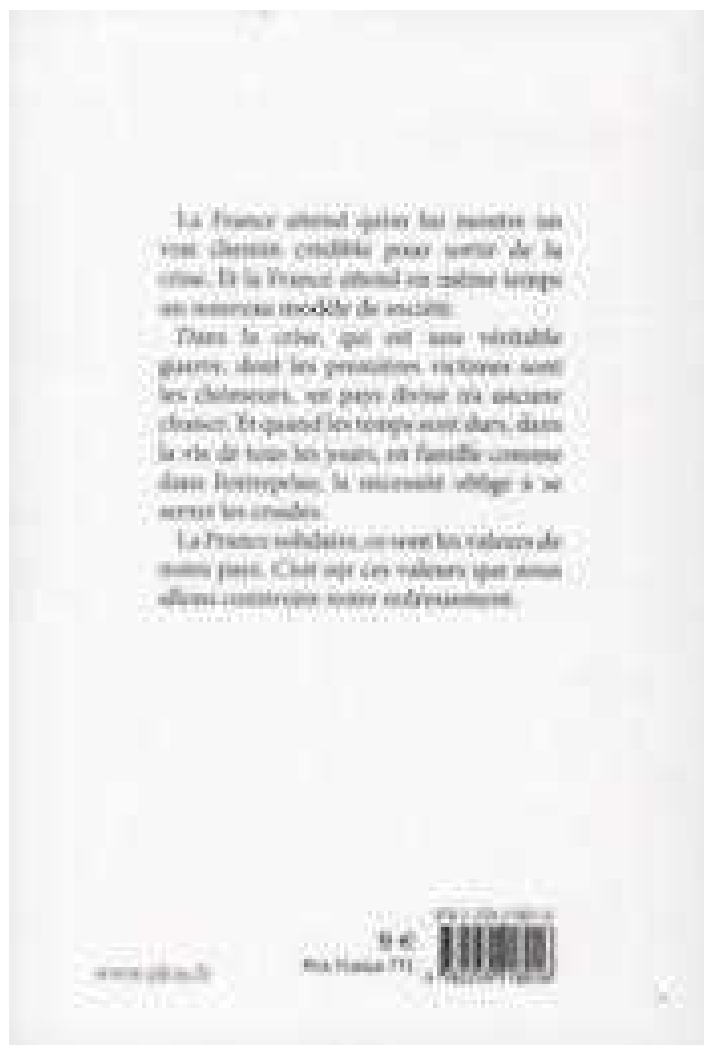 La France attend qu'on lui montre un
vrai chemin crédible pour sortir de la
crise. Et la France attend en même temps
un nouveau modèle de société.
Dans la crise, qui est une véritable
guerre, dont les premières victimes sont
les chômeurs, un pays divisé n'a aucune
chance. Et quand les temps sont durs, dans
la vie de tous les jours, en famille comme
dans l'entreprise, la nécessité oblige à se
serrer les coudes.
La France solidaire, ce sont les valeurs de
notre pays. C'est sur ces valeurs que nous
allons construire notre redressement.
€
Prix France TTC